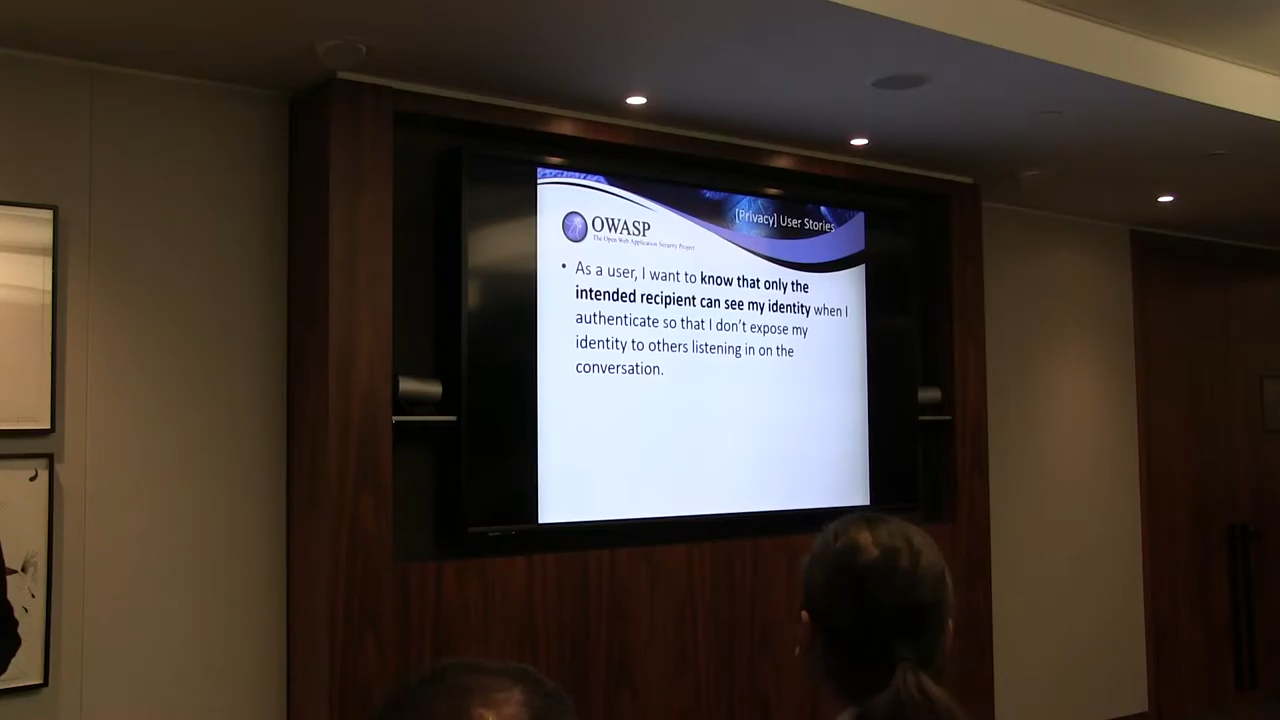 [Privacy] User Stories
OWASP
The Open Web Application Security Project
• As a user, I want to know that only the
intended recipient can see my identity when I
authenticate so that I don't expose my
identity to others listening in on the
conversation.